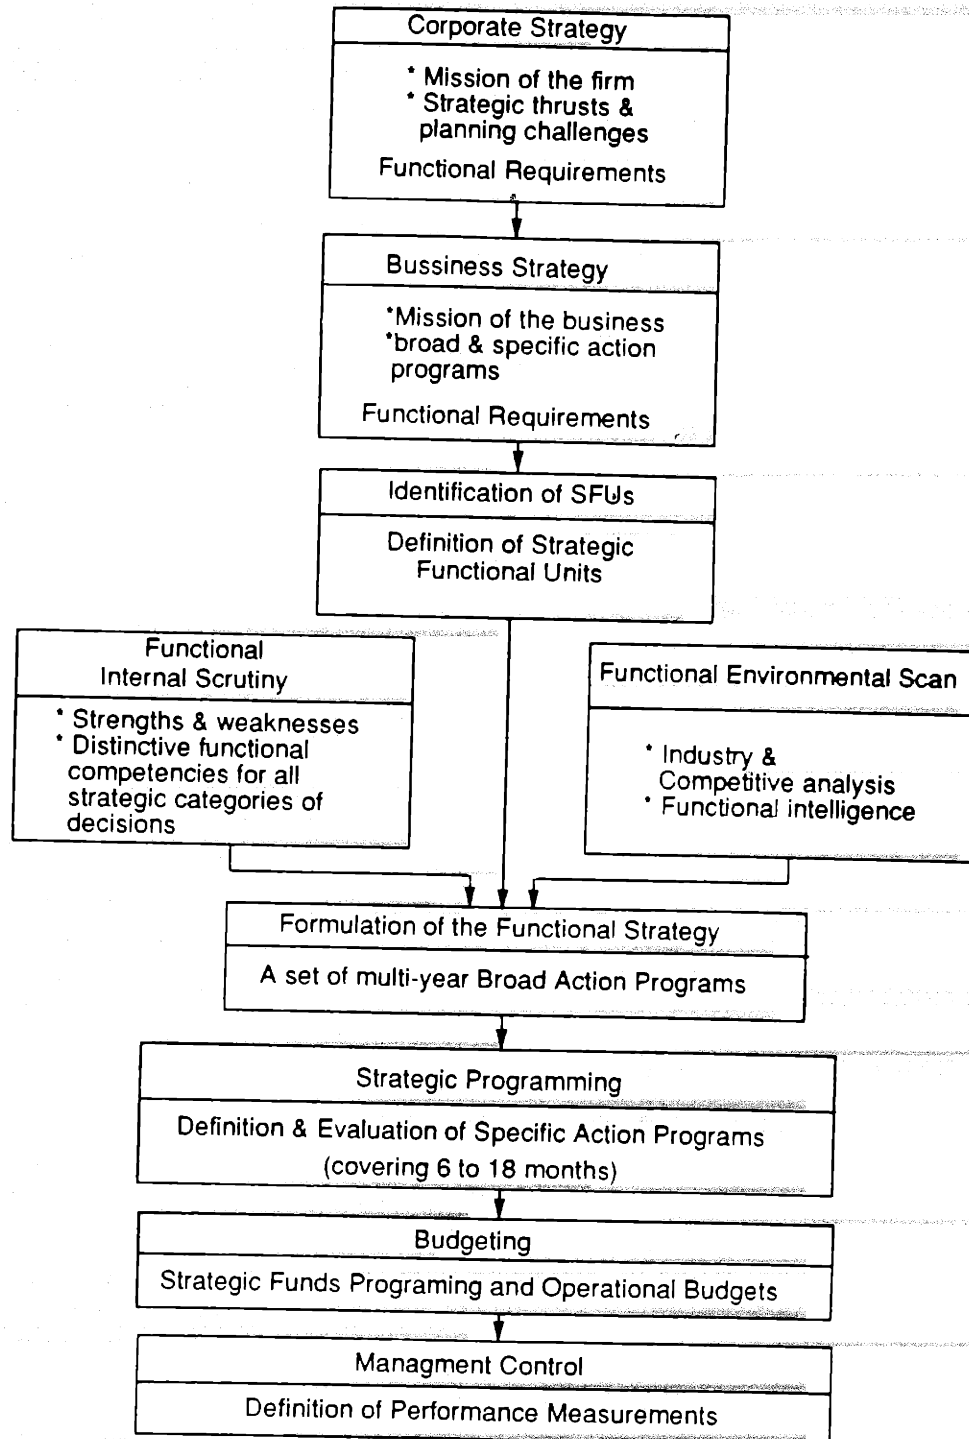 Corporate Strategy
* Mission of the firm
* Strategic thrusts &
planning challenges
Functional Requirements
Bussiness Strategy
*Mission of the business
*broad & specific action
programs
Functional Requirements
Identification of SFUs
Definition of Strategic
Functional Units
Functional
Internal Scrutiny
* Strengths & weaknesses
* Distinctive functional
competencies for all
strategic categories of
decisions
Functional Environmental Scan
* Industry &
Competitive analysis
* Functional intelligence
Formulation of the Functional Strategy
A set of multi-year Broad Action Programs
Strategic Programming
Definition & Evaluation of Specific Action Programs
(covering 6 to 18 months)
Budgeting
Strategic Funds Programing and Operational Budgets
Managment Control
Definition of Performance Measurements